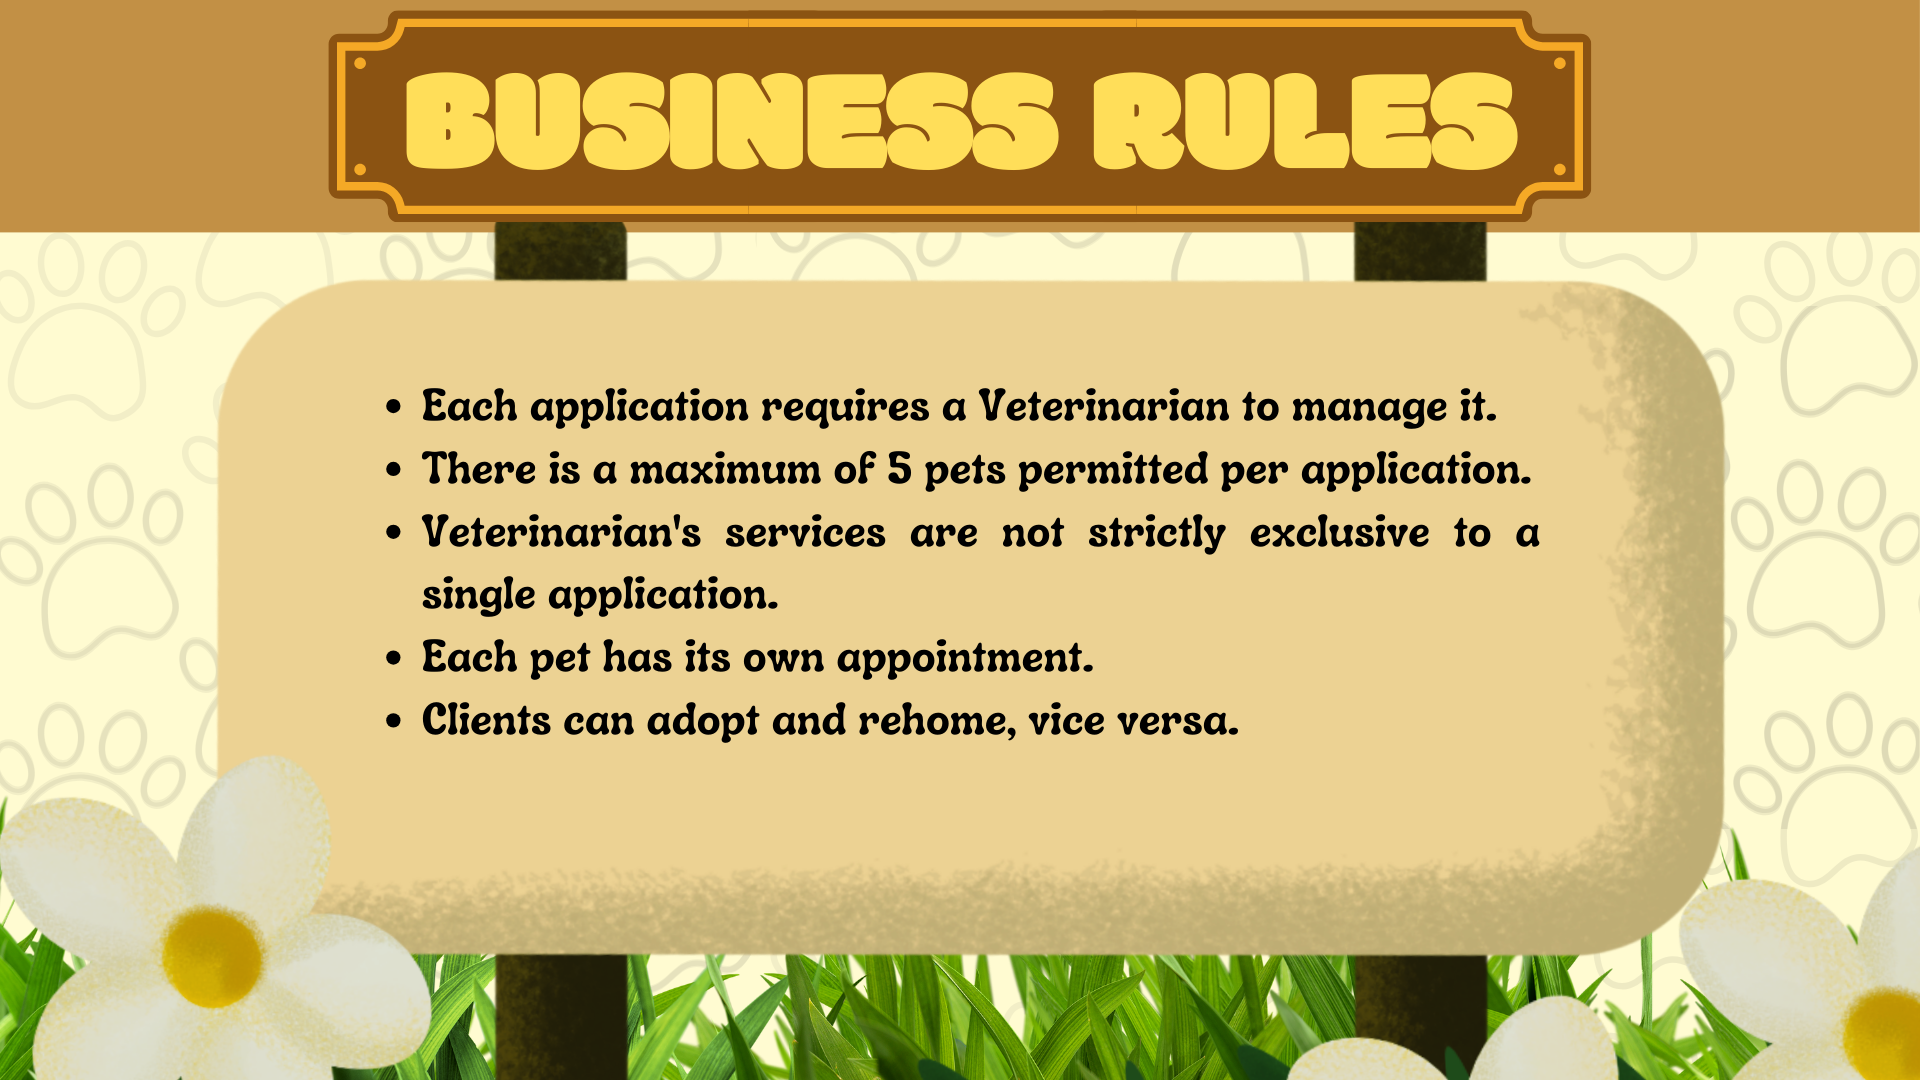 BUSINESS RULES
• Each application requires a Veterinarian to manage it.
• There is a maximum of 5 pets permitted per application.
• Veterinarian's services are not strictly exclusive to a
single application.
• Each pet has its own appointment.
• Clients can adopt and rehome, vice versa.